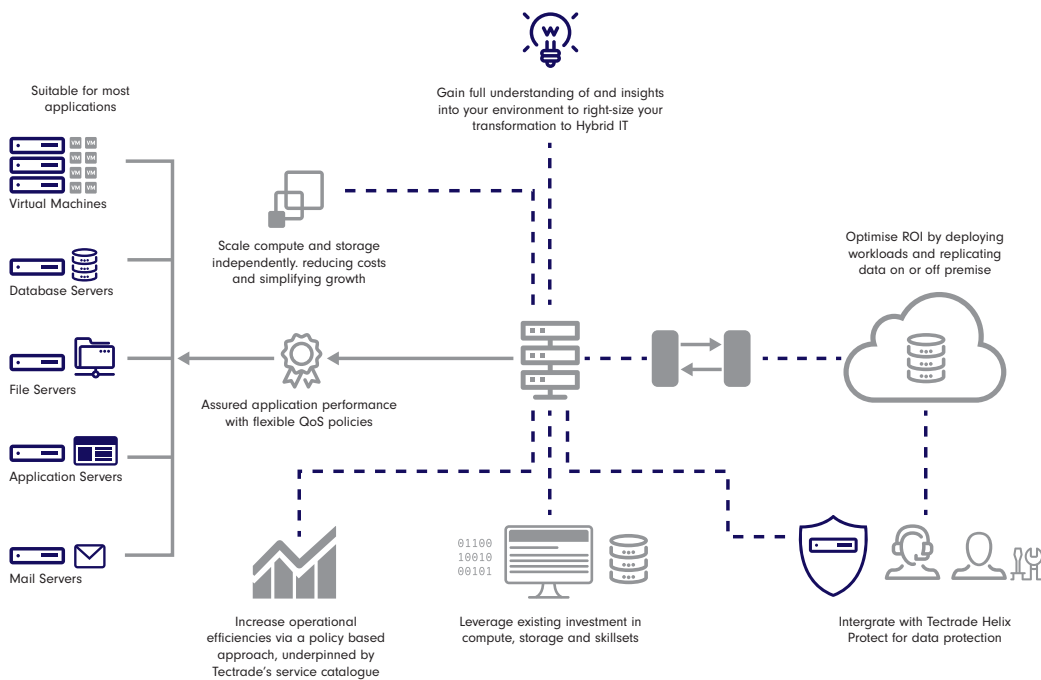 W
Gain full understanding of and insights
into your environment to right-size your
transformation to Hybrid IT
Suitable for most
applications
VM VM
VM VM
VM VM
VM VM
Virtual Machines
Database Servers
File Servers
Application Servers
Mail Servers
Scale compute and storage
independently. reducing costs
and simplifying growth
Assured application performance
with flexible QoS policies
Optimise ROI by deploying
workloads and replicating
data on or off premise
Increase operational
efficiencies via a policy based
approach, underpinned by
Tectrade's service catalogue
01100
10010
00101
Leverage existing investment in
compute, storage and skillsets
Intergrate with Tectrade Helix
Protect for data protection